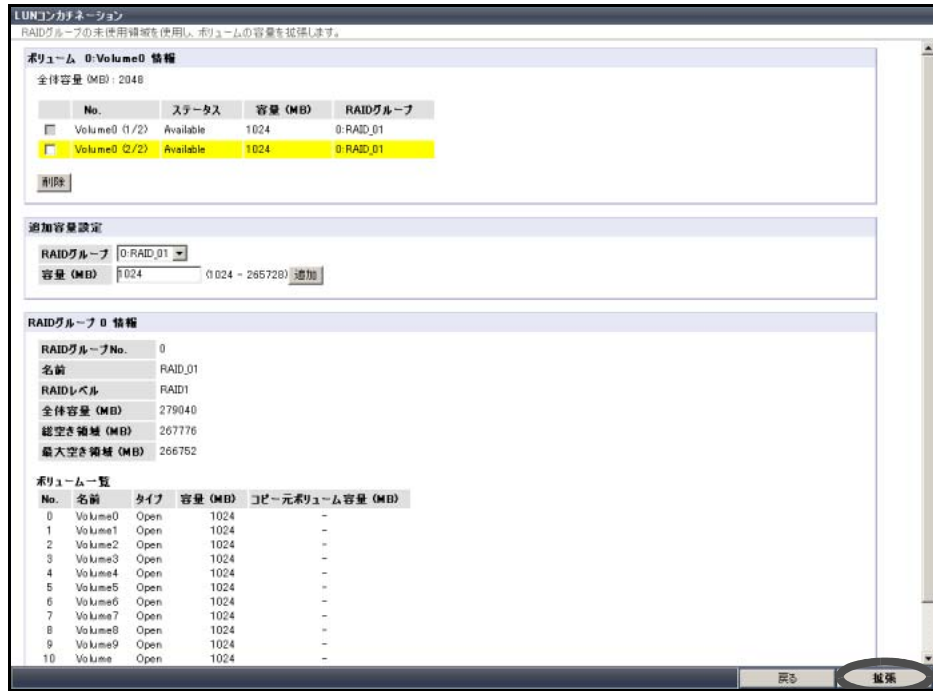 LUNコンカチネーション
RAIDグループの未使用領域を使用し、ボリュームの容量を拡張します。
ボリューム 0:Volume0 情報
全体容量 (MB) : 2048
No. ステータス 容量 (MB) RAIDグループ
Volume0 (1/2) Available 1024 0:RAID_01
Volume0 (2/2) Available 1024 0:RAID_01
削除
追加容量設定
RAIDグループ 0:RAID_01
容量 (MB) 1024 (1024 - 265728) 追加
RAIDグループ 0 情報
RAIDグループNo. 0
名前 RAID_01
RAIDレベル RAID1
全体容量 (MB) 279040
総空き領域 (MB) 267776
最大空き領域 (MB) 266752
ボリューム一覧
No. 名前 タイプ 容量 (MB) コピー元ボリューム容量 (MB)
0 Volume0 Open 1024 -
1 Volume1 Open 1024 -
2 Volume2 Open 1024 -
3 Volume3 Open 1024 -
4 Volume4 Open 1024 -
5 Volume5 Open 1024 -
6 Volume6 Open 1024 -
7 Volume7 Open 1024 -
8 Volume8 Open 1024 -
9 Volume9 Open 1024 -
10 Volume Open 1024 -
戻る 拡張